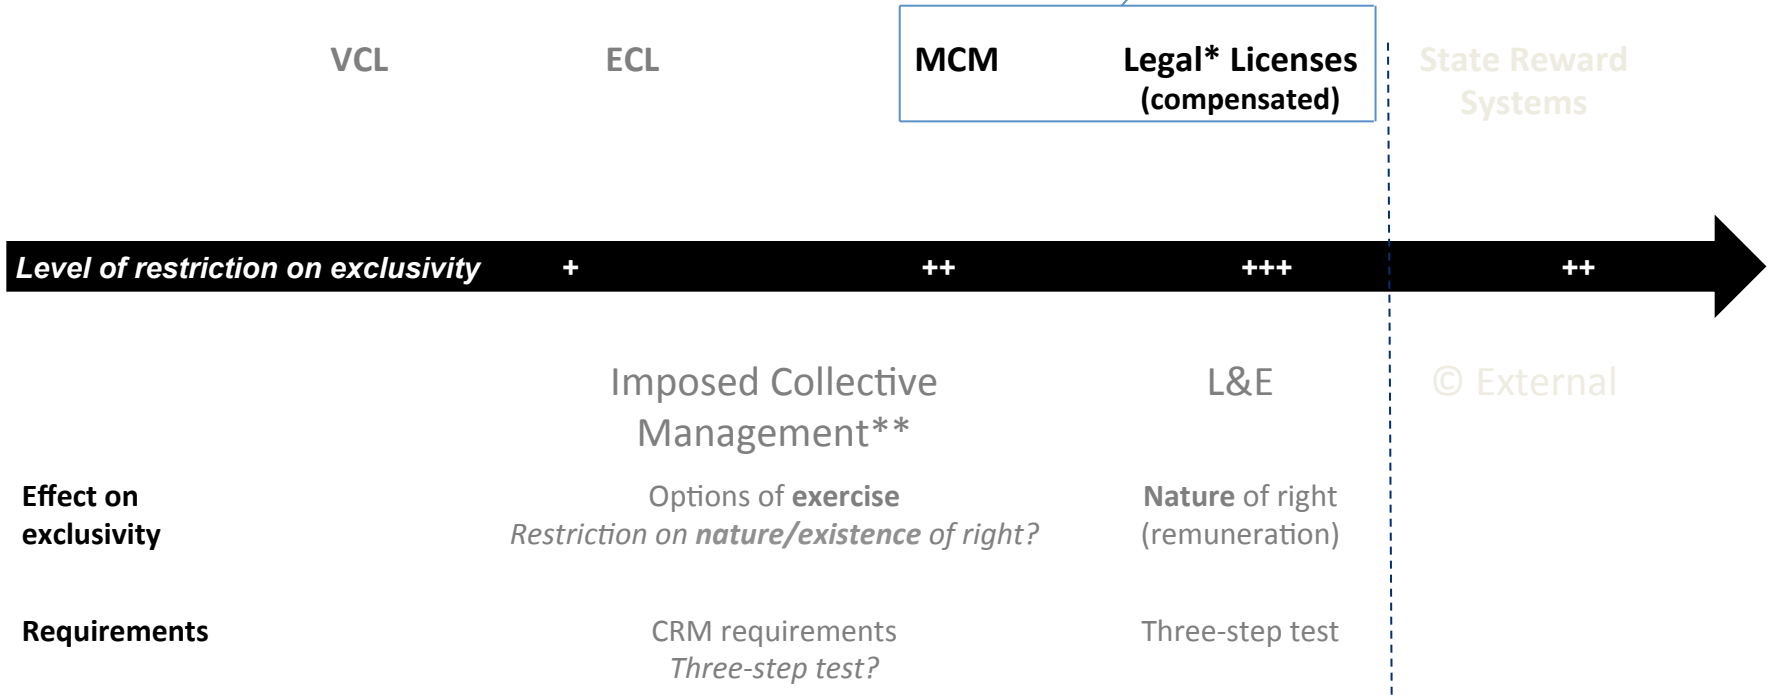 VCL ECL MCM Legal* Licenses State Reward
(compensated) Systems
Level of restriction on exclusivity + ++ +++ ++
Imposed Collective L&E © External
Management**
Effect on Options of exercise Nature of right
exclusivity Restriction on nature/existence of right? (remuneration)
Requirements CRM requirements Three-step test
Three-step test?